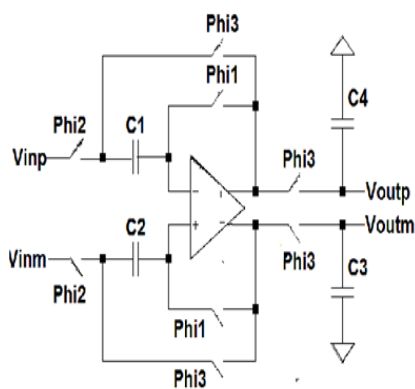 Phi3
Phi1
C4
Phi2
C1
Phi3
Vinp
Voutp
− +
+ −
Voutm
Vinm
C2
Phi3
C3
Phi2
Phi1
Phi3